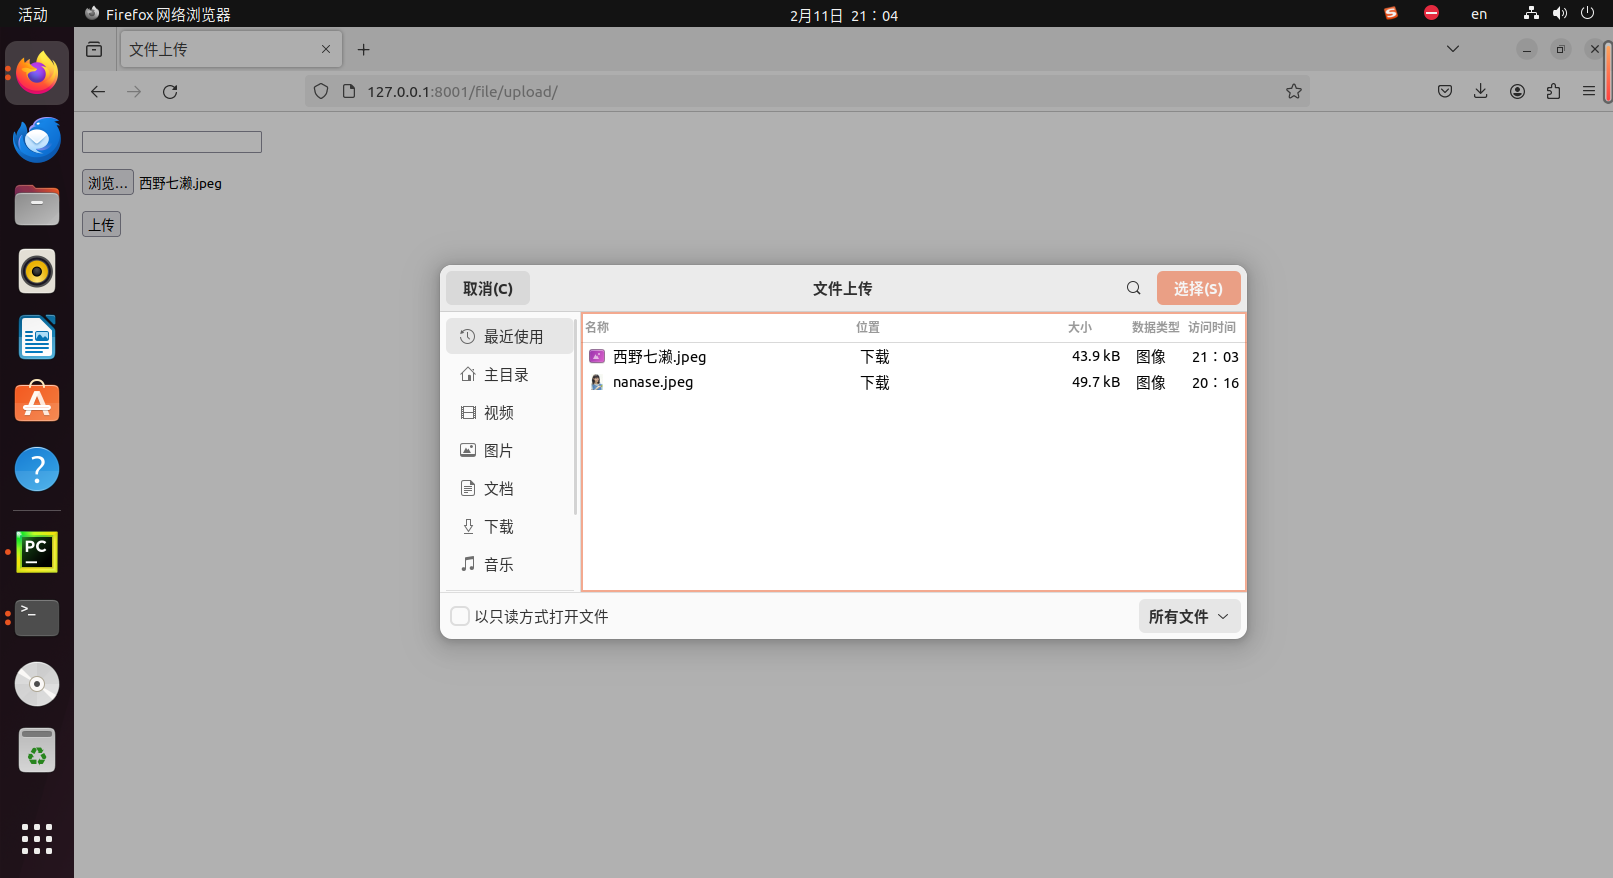 活动
Firefox 网络浏览器
2月11日 21：04
en
文件上传
127.0.0.1:8001/file/upload/
浏览...
西野七濑.jpeg
上传
取消(C)
文件上传
选择(S)
最近使用
主目录
视频
图片
文档
下载
音乐
名称 位置 大小 数据类型 访问时间
西野七濑.jpeg 下载 43.9 kB 图像 21：03
nanase.jpeg 下载 49.7 kB 图像 20：16
以只读方式打开文件
所有文件
PC
>_